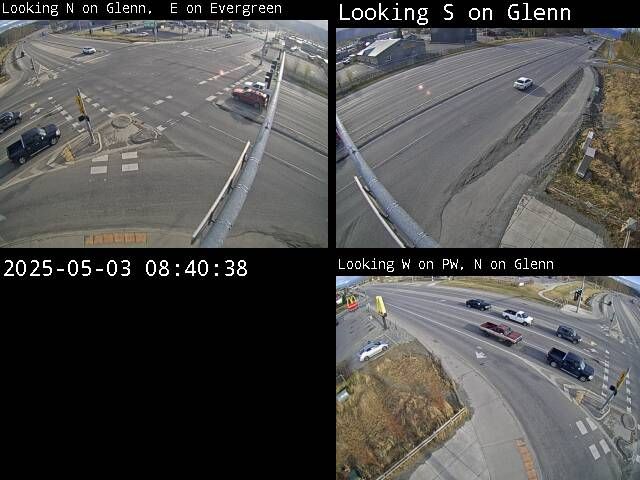 Looking N on Glenn, E on Evergreen
Looking S on Glenn
2025-05-03 08:40:38
Looking W on PW, N on Glenn